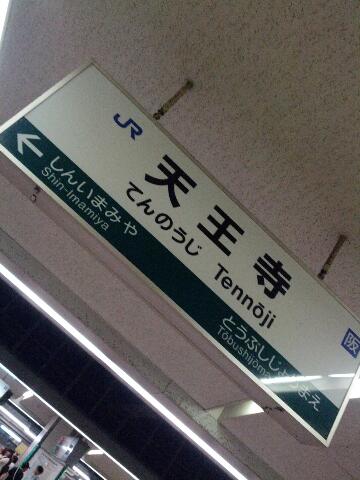 JR
天王寺
てんのうじ Tennōji
← しんいまみや
Shin-Imamiya
とうぶしじょうまえ
Tōbushijōma
阪